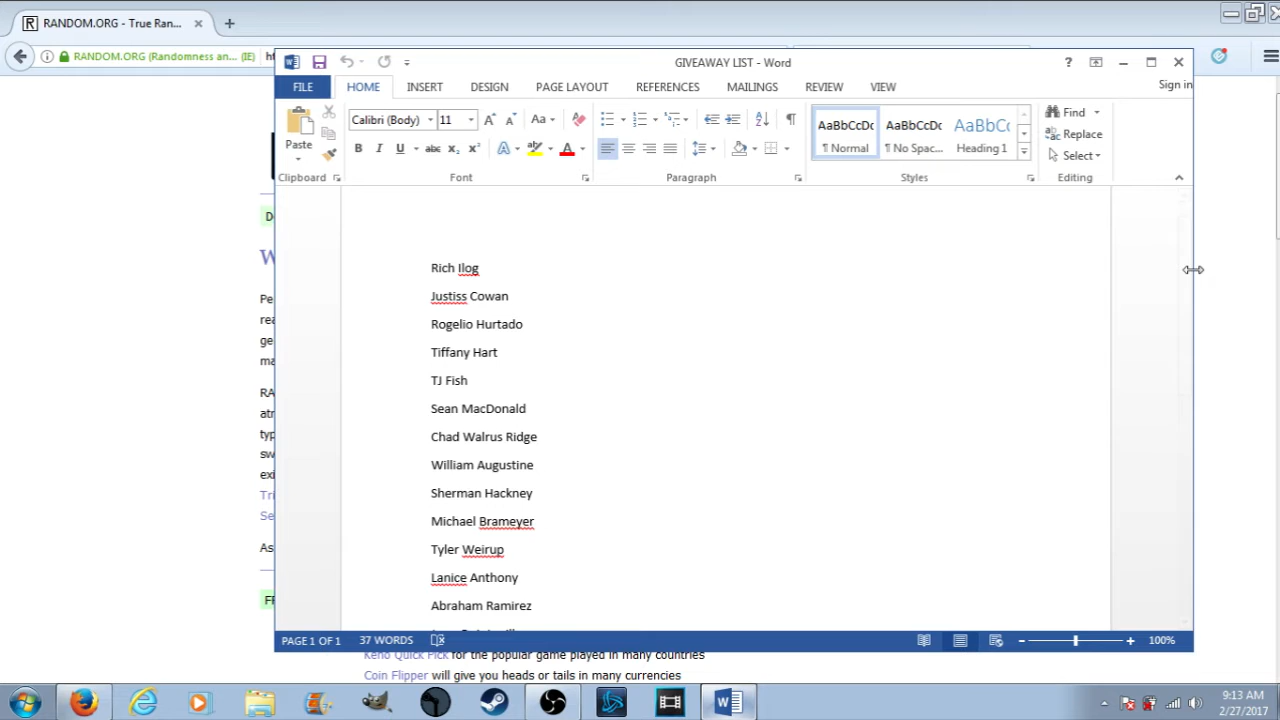 RANDOM.ORG - True Ran...
RANDOM.ORG (Randomness an... (IE)
GIVEAWAY LIST - Word
Sign in
FILE HOME INSERT DESIGN PAGE LAYOUT REFERENCES MAILINGS REVIEW VIEW
Calibri (Body) 11 Aa
AaBbCcDc AaBbCcDc AaBbCc
¶ Normal ¶ No Spac... Heading 1
Find
Replace
Select
Paste
Clipboard Font Paragraph Styles Editing
Rich Ilog
Justiss Cowan
Rogelio Hurtado
Tiffany Hart
TJ Fish
Sean MacDonald
Chad Walrus Ridge
William Augustine
Sherman Hackney
Michael Brameyer
Tyler Weirup
Lanice Anthony
Abraham Ramirez
PAGE 1 OF 1 37 WORDS 100%
Keno Quick Pick for the popular game played in many countries
Coin Flipper will give you heads or tails in many currencies
9:13 AM
2/27/2017